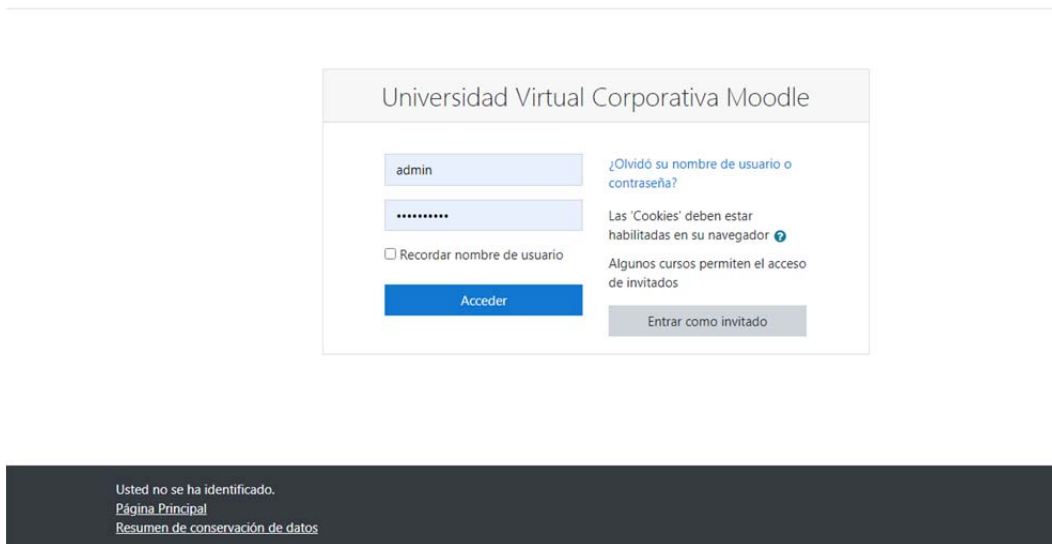 Universidad Virtual Corporativa Moodle
admin
••••••••••
Recordar nombre de usuario
Acceder
¿Olvidó su nombre de usuario o
contraseña?
Las 'Cookies' deben estar
habilitadas en su navegador
Algunos cursos permiten el acceso
de invitados
Entrar como invitado
Usted no se ha identificado.
Página Principal
Resumen de conservación de datos